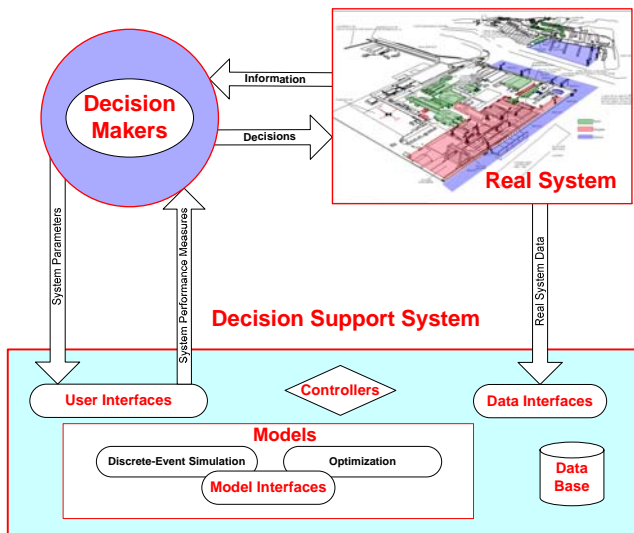 Decision
Makers
Information
Decisions
Real System
System Parameters
System Performance Measures
Real System Data
Decision Support System
User Interfaces
Controllers
Data Interfaces
Models
Discrete-Event Simulation
Optimization
Model Interfaces
Data
Base